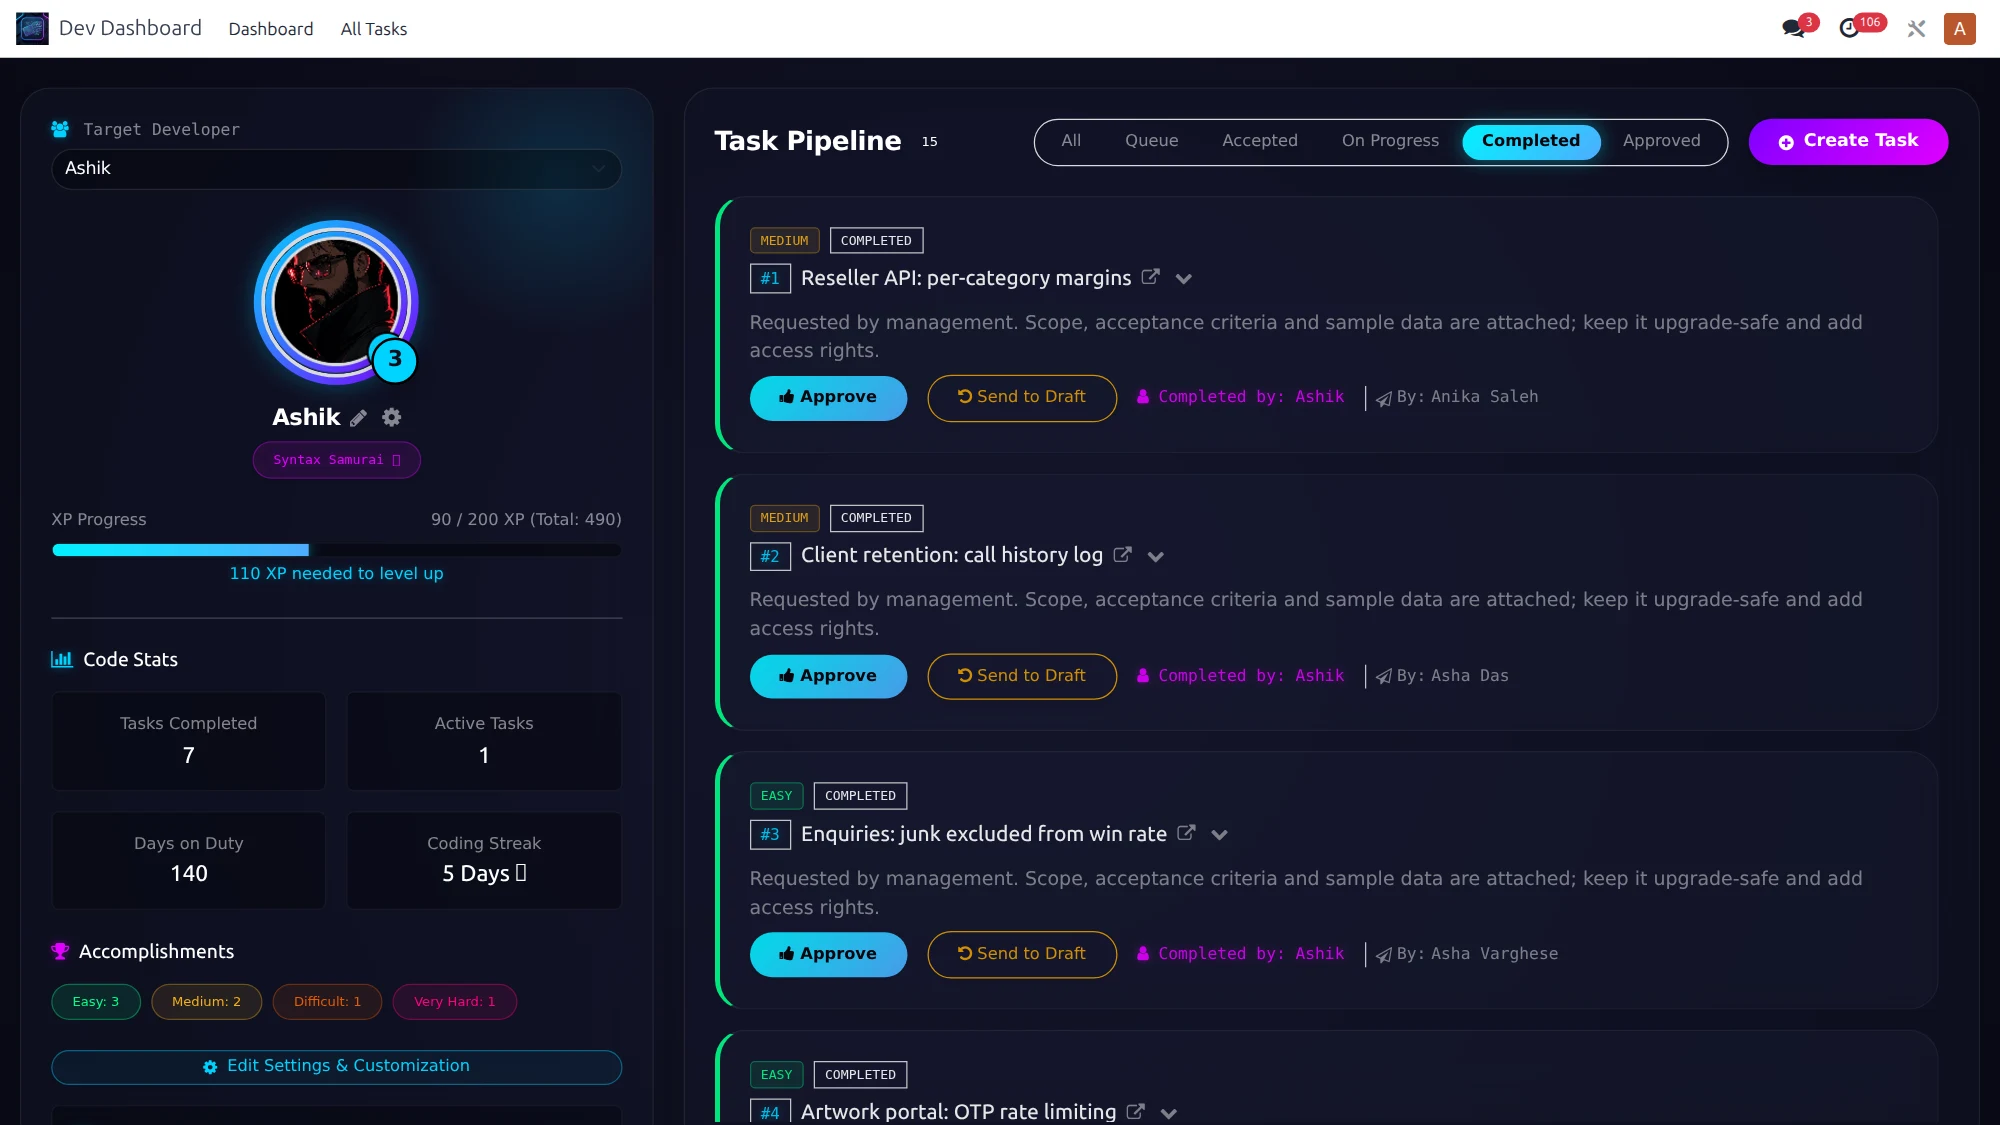 Dev Dashboard Dashboard All Tasks 3 106 A
Target Developer
Ashik
3
Ashik
Syntax Samurai
XP Progress 90 / 200 XP (Total: 490)
110 XP needed to level up
Code Stats
Tasks Completed
7
Active Tasks
1
Days on Duty
140
Coding Streak
5 Days
Accomplishments
Easy: 3 Medium: 2 Difficult: 1 Very Hard: 1
Edit Settings & Customization
Task Pipeline 15 All Queue Accepted On Progress Completed Approved Create Task
MEDIUM COMPLETED
#1 Reseller API: per-category margins
Requested by management. Scope, acceptance criteria and sample data are attached; keep it upgrade-safe and add
access rights.
Approve Send to Draft Completed by: Ashik By: Anika Saleh
MEDIUM COMPLETED
#2 Client retention: call history log
Requested by management. Scope, acceptance criteria and sample data are attached; keep it upgrade-safe and add
access rights.
Approve Send to Draft Completed by: Ashik By: Asha Das
EASY COMPLETED
#3 Enquiries: junk excluded from win rate
Requested by management. Scope, acceptance criteria and sample data are attached; keep it upgrade-safe and add
access rights.
Approve Send to Draft Completed by: Ashik By: Asha Varghese
EASY COMPLETED
#4 Artwork portal: OTP rate limiting